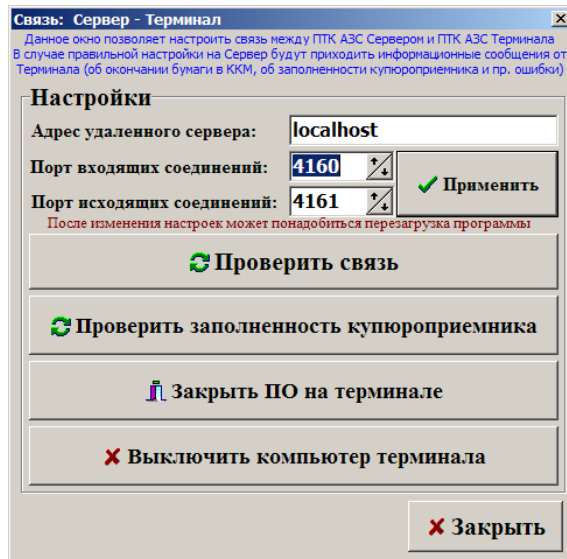 Связь: Сервер - Терминал
Данное окно позволяет настроить связь между ПТК АЗС Сервером и ПТК АЗС Терминала
В случае правильной настройки на Сервер будут приходить информационные сообщения от
Терминала (об окончании бумаги в ККМ, об заполненности купюроприемника и пр. ошибки)
Настройки
Адрес удаленного сервера: localhost
Порт входящих соединений: 4160
Применить
Порт исходящих соединений: 4161
После изменения настроек может понадобиться перезагрузка программы
Проверить связь
Проверить заполненность купюроприемника
Закрыть ПО на терминале
Выключить компьютер терминала
Закрыть